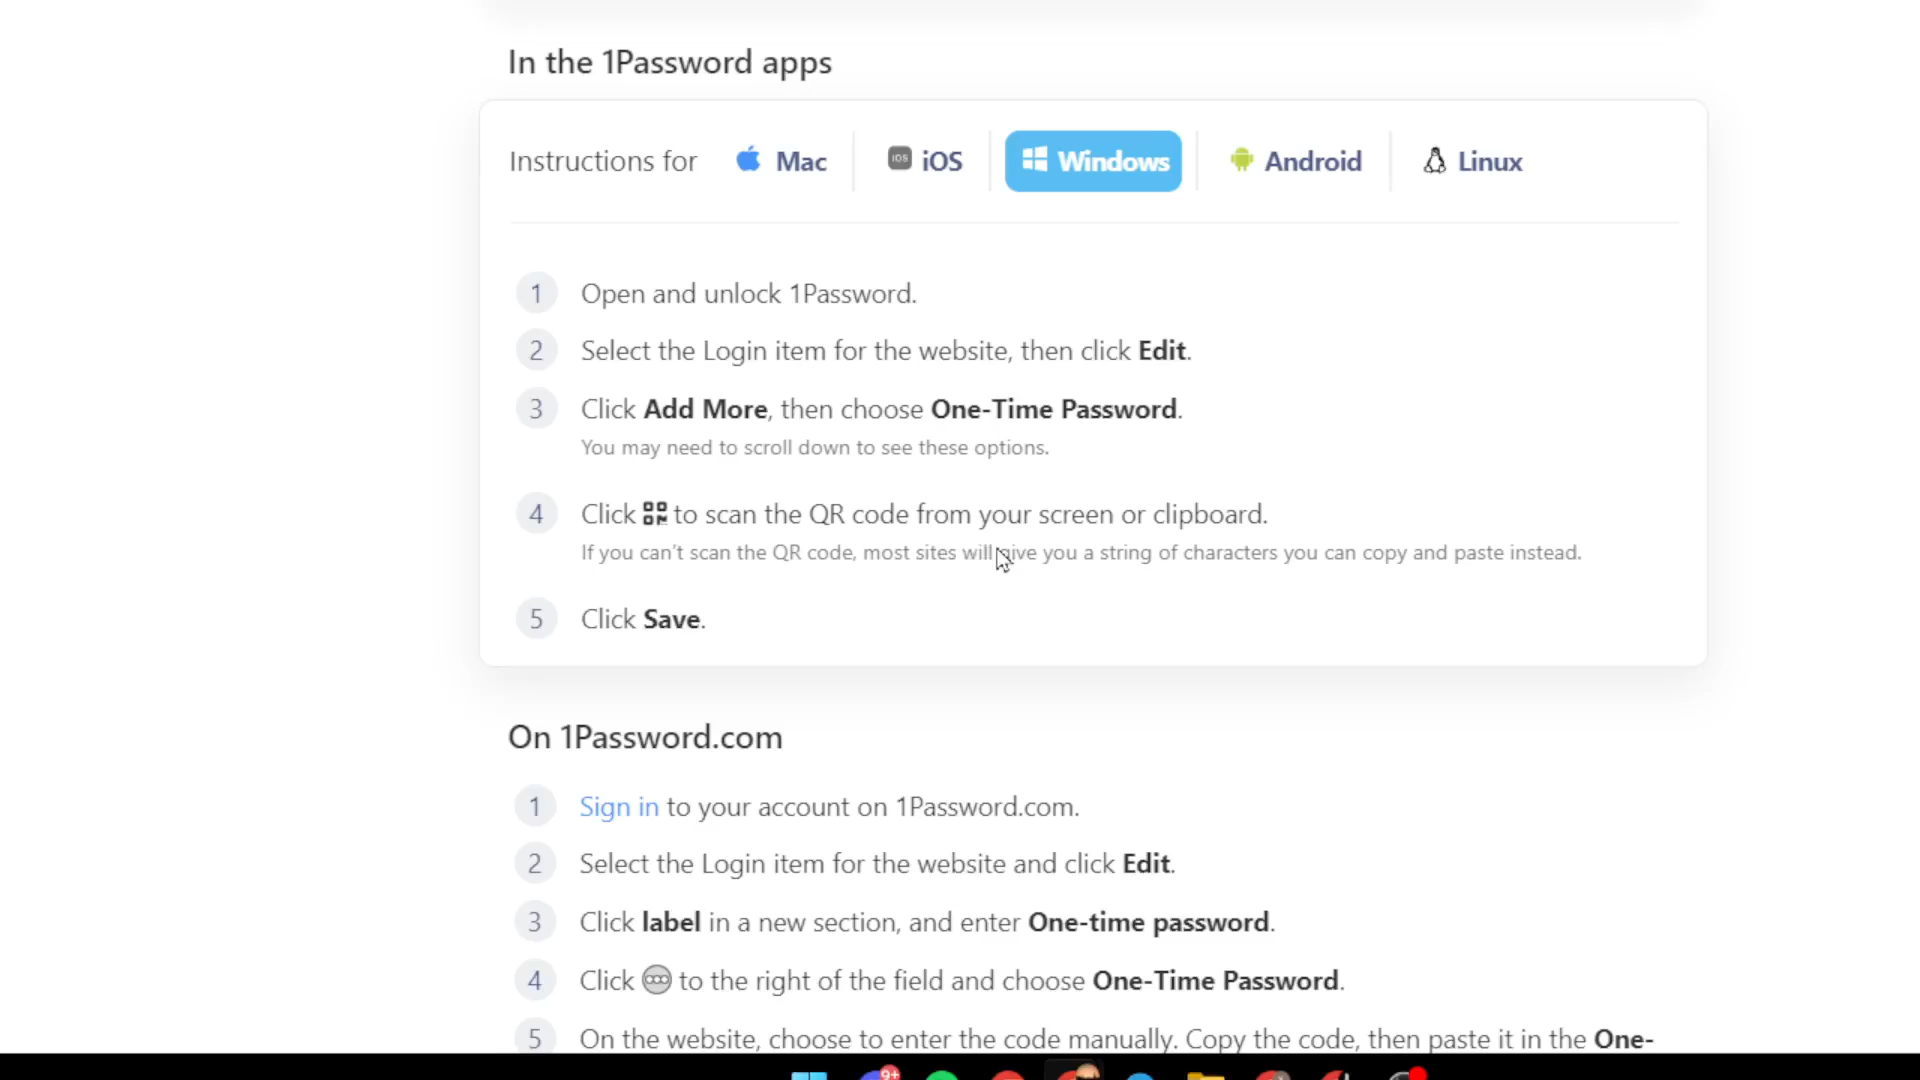 In the 1Password apps
Instructions for Mac iOS Windows Android Linux
1 Open and unlock 1Password.
2 Select the Login item for the website, then click Edit.
3 Click Add More, then choose One-Time Password.
You may need to scroll down to see these options.
4 Click to scan the QR code from your screen or clipboard.
If you can't scan the QR code, most sites will give you a string of characters you can copy and paste instead.
5 Click Save.
On 1Password.com
1 Sign in to your account on 1Password.com.
2 Select the Login item for the website and click Edit.
3 Click label in a new section, and enter One-time password.
4 Click to the right of the field and choose One-Time Password.
5 On the website, choose to enter the code manually. Copy the code, then paste it in the One-
9+